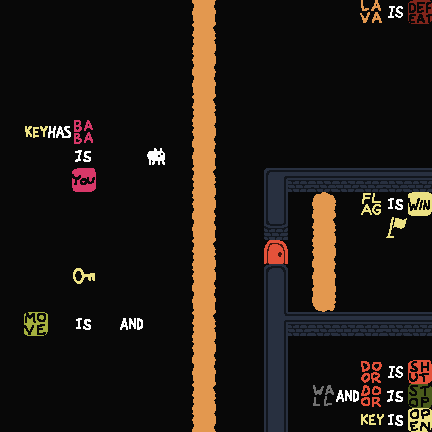 LAVA IS DEFEAT
KEY HAS BABA
IS
YOU
FLAG IS WIN
MOVE IS AND
DOOR IS SHUT
WALL AND DOOR IS STOP
KEY IS OPEN